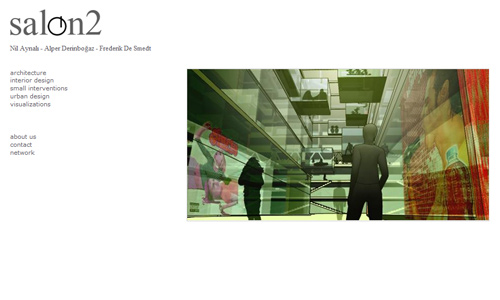 salon2
Nil Aynalı - Alper Derinboğaz - Frederik De Smedt
architecture
interior design
small interventions
urban design
visualizations
about us
contact
network